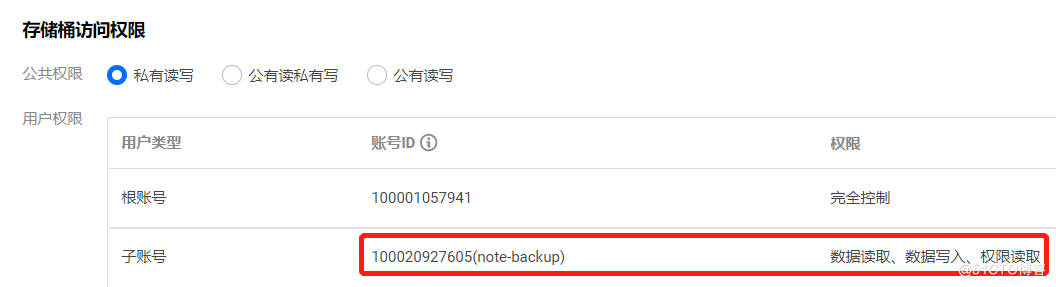 存储桶访问权限
公共权限 私有读写 公有读私有写 公有读写
用户权限
用户类型 账号ID 权限
根账号 100001057941 完全控制
子账号 100020927605(note-backup) 数据读取、数据写入、权限读取
@51CTO博客